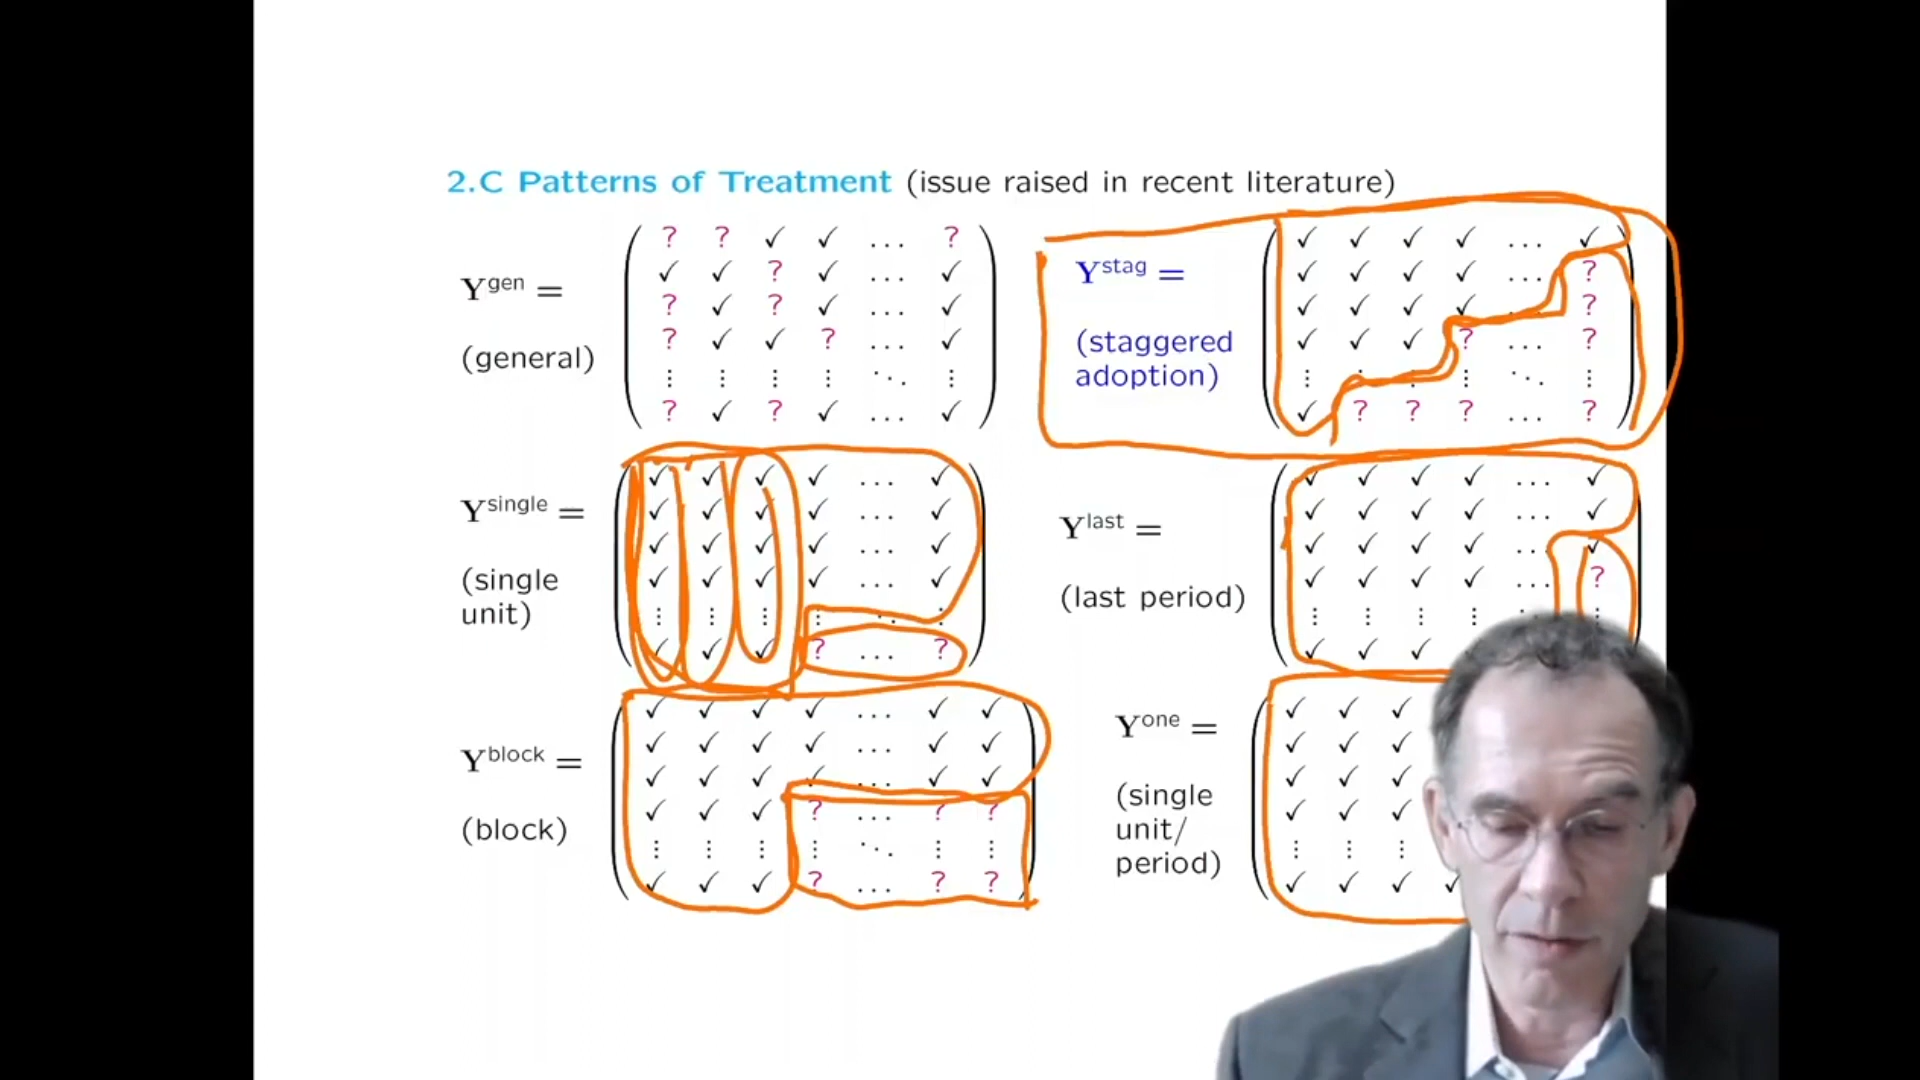 2.C Patterns of Treatment (issue raised in recent literature)
Y^gen =
(general)
? ? ✓ ✓ … ?
✓ ✓ ? ✓ … ✓
? ✓ ? ✓ … ✓
? ✓ ✓ ? … ✓
⋮ ⋮ ⋮ ⋮ ⋱ ⋮
? ✓ ? ✓ … ✓
Y^stag =
(staggered
adoption)
✓ ✓ ✓ ✓ … ✓
✓ ✓ ✓ ✓ … ?
✓ ✓ ✓ ✓ … ?
✓ ✓ ✓ ? … ?
⋮ ⋮ ⋮ ⋮ ⋱ ⋮
✓ ? ? ? … ?
Y^single =
(single
unit)
✓ ✓ ✓ ✓ … ✓
✓ ✓ ✓ ✓ … ✓
✓ ✓ ✓ ✓ … ✓
✓ ✓ ✓ ✓ … ✓
⋮ ⋮ ⋮ ⋮ ⋱ ⋮
✓ ✓ ✓ ? … ?
Y^last =
(last period)
✓ ✓ ✓ ✓ … ✓
✓ ✓ ✓ ✓ … ✓
✓ ✓ ✓ ✓ … ✓
✓ ✓ ✓ ✓ … ?
⋮ ⋮ ⋮ ⋮ ⋱ ⋮
✓ ✓ ✓
Y^block =
(block)
✓ ✓ ✓ ✓ … ✓ ✓
✓ ✓ ✓ ✓ … ✓ ✓
✓ ✓ ✓ ✓ … ✓ ✓
✓ ✓ ✓ ? … ? ?
⋮ ⋮ ⋮ ⋮ ⋱ ⋮ ⋮
✓ ✓ ✓ ? … ? ?
Y^one =
(single
unit/
period)
✓ ✓ ✓
✓ ✓ ✓
✓ ✓ ✓
✓ ✓ ✓
⋮ ⋮ ⋮
✓ ✓ ✓ ✓